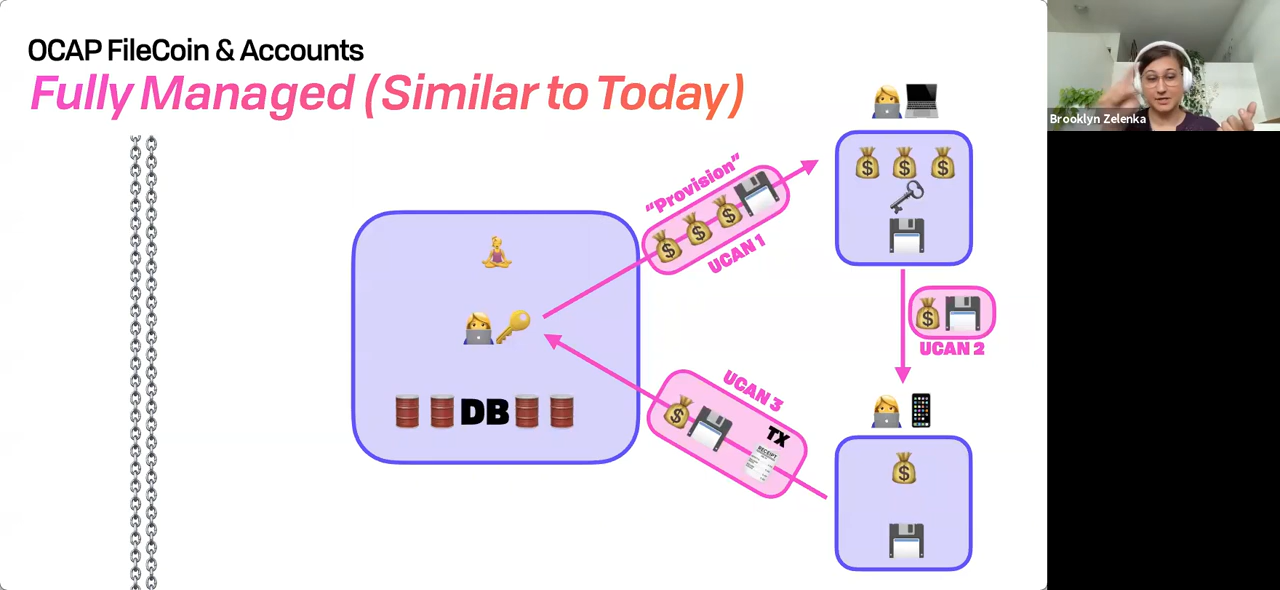 OCAP FileCoin & Accounts
Fully Managed (Similar to Today)
Brooklyn Zelenka
"Provision"
UCAN 1
UCAN 2
UCAN 3
TX
RECEIPT
DB